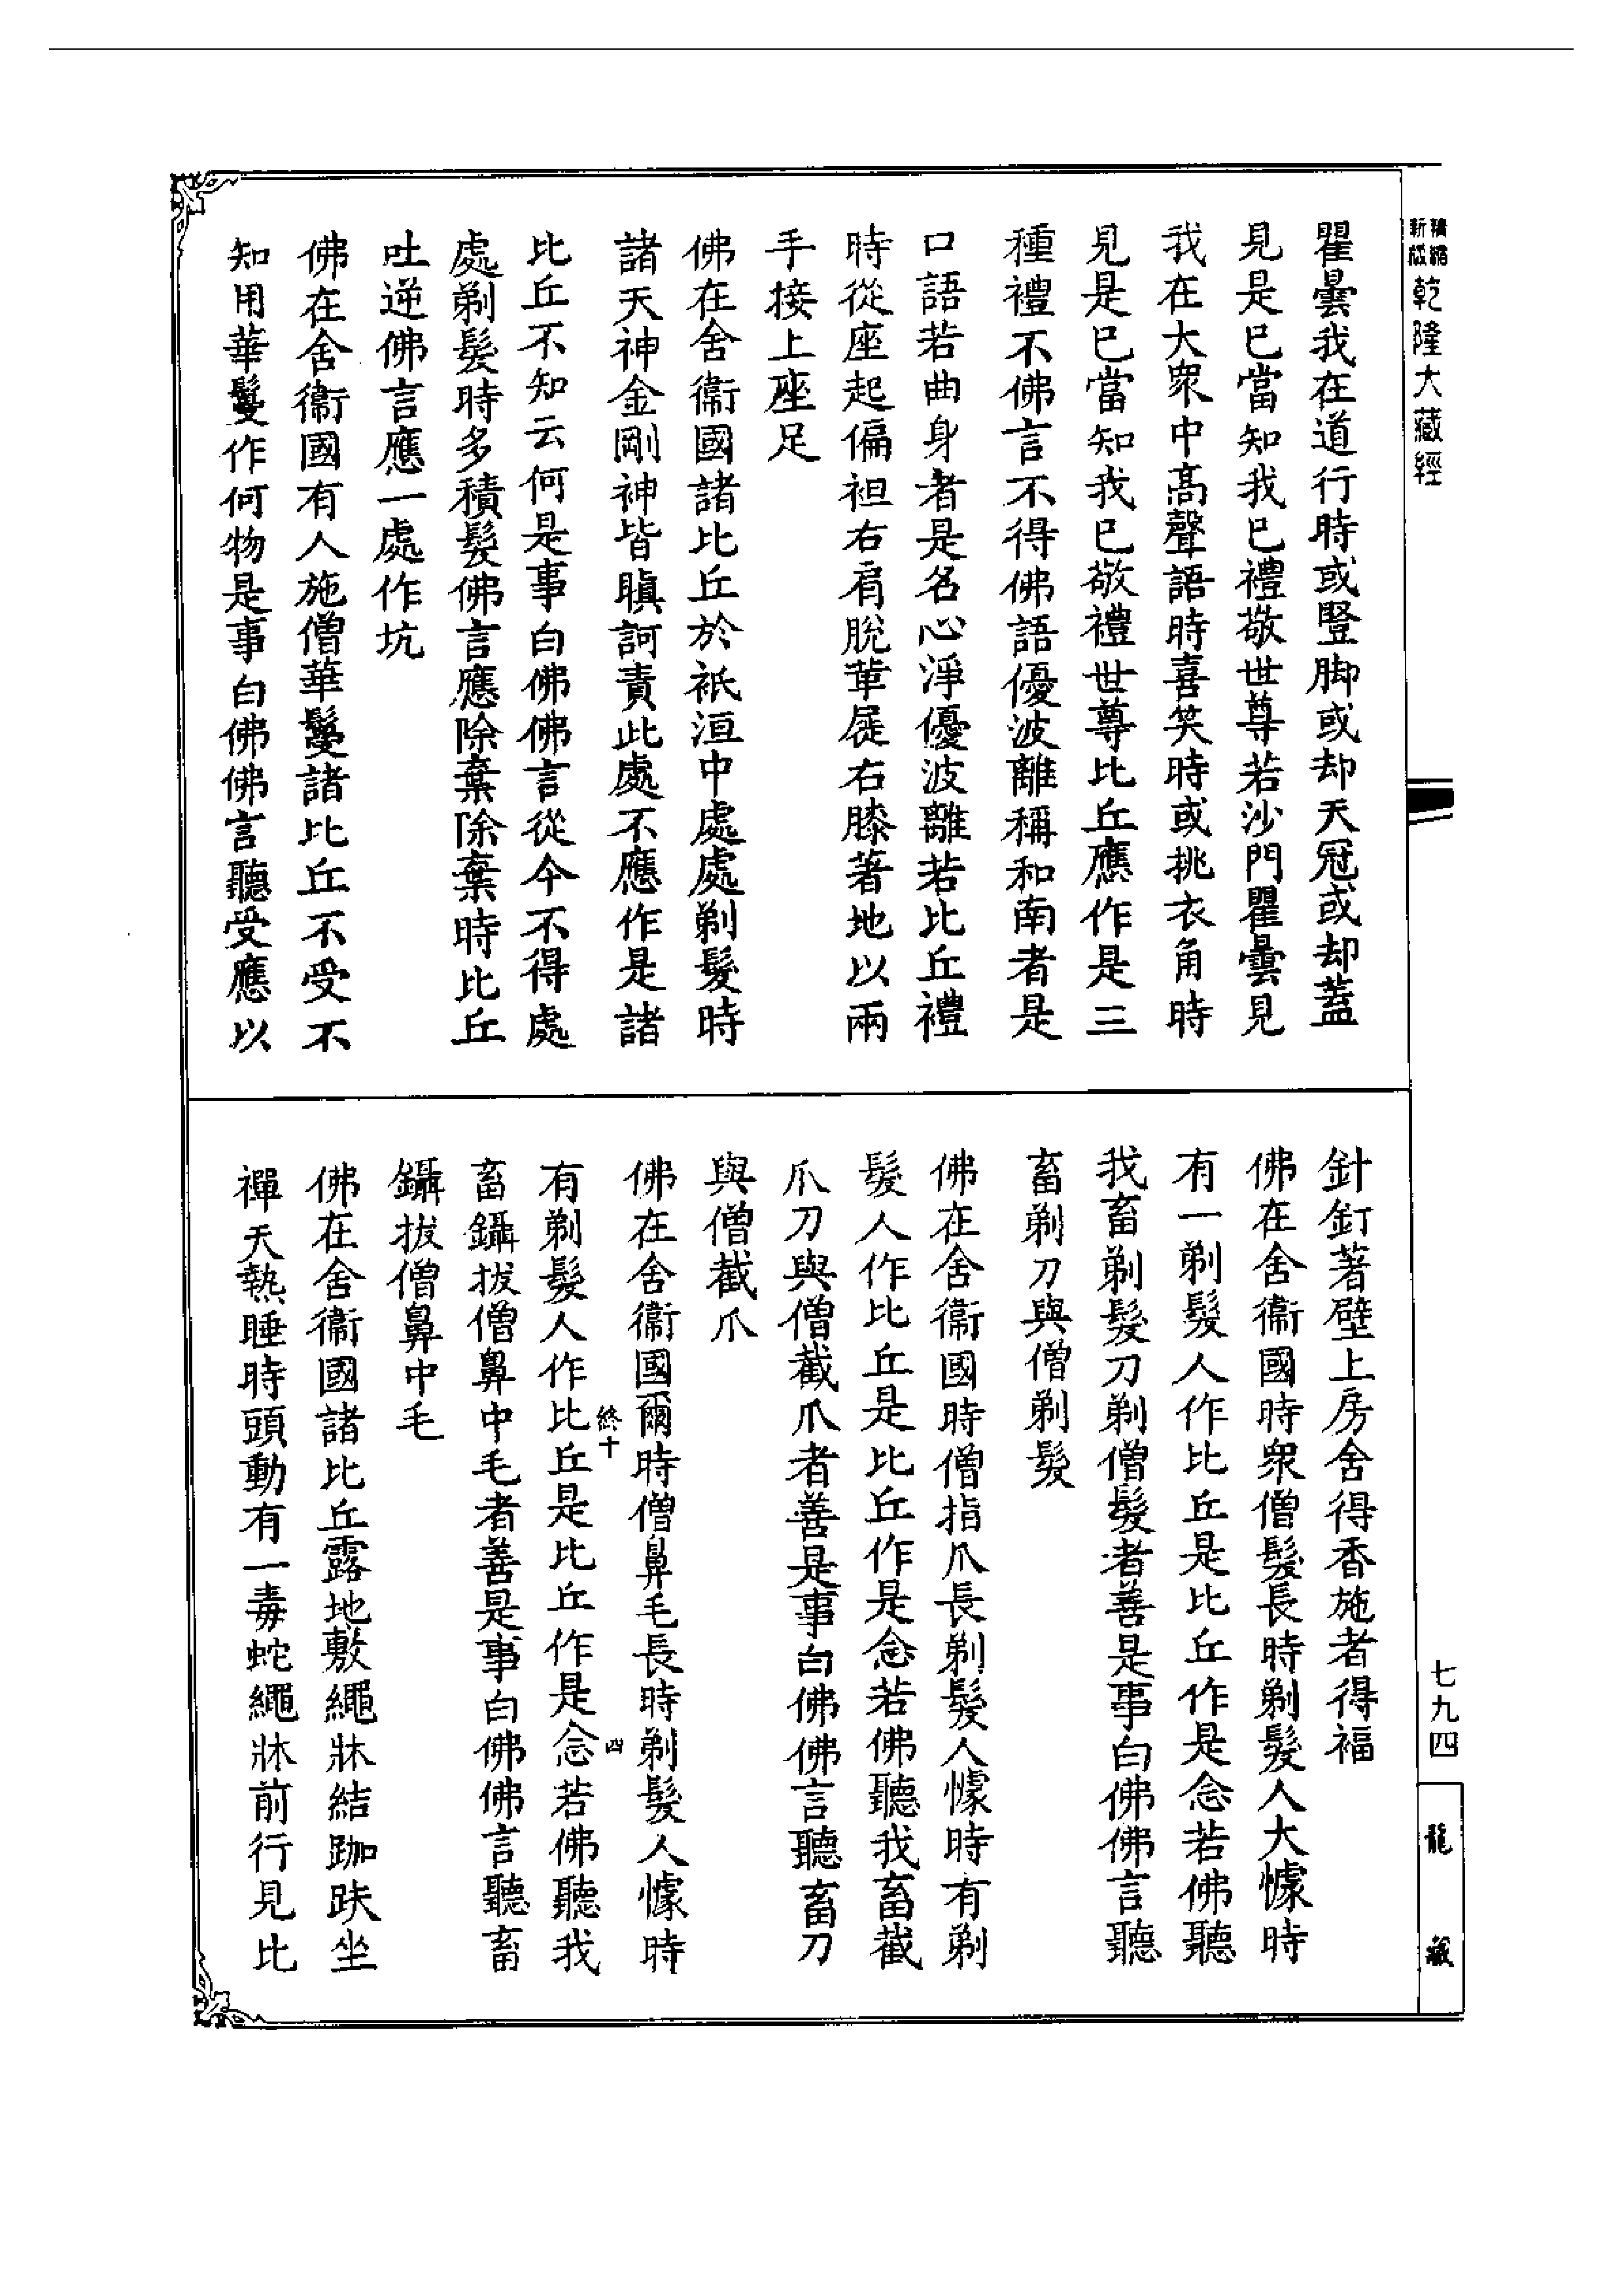 新編縮
乾隆大藏經
瞿曇我在道行時或竪脚或却天冠或却蓋
見是已當知我已禮敬世尊若沙門瞿曇見
我在大衆中高聲語時喜笑時或挑衣角時
見是已當知我已敬禮世尊比丘應作是三
種禮不佛言不得佛語優波離稱和南者是
口語若曲身者是名心淨優波離若比丘禮
時從座起偏袒右肩脫革屣右膝著地以兩
手接上座足
佛在舍衞國諸比丘於祇洹中處處剃髮時
諸天神金剛神皆瞋訶責此處不應作是諸
比丘不知云何是事白佛佛言從今不得處
處剃髮時多積髮佛言應除棄除棄時比丘
吐逆佛言應一處作坑
佛在舍衞國有人施僧華鬘諸比丘不受不
知用華鬘作何物是事白佛佛言聽受應以
針釘著壁上房舍得香施者得福
佛在舍衞國時衆僧髮長時剃髮人大懅時
有一剃髮人作比丘是比丘作是念若佛聽
我畜剃髮刀剃僧髮者善是事白佛佛言聽
畜剃刀與僧剃髮
佛在舍衞國時僧指爪長剃髮人懅時有剃
髮人作比丘是比丘作是念若佛聽我畜截
爪刀與僧截爪者善是事白佛佛言聽畜刀
與僧截爪
佛在舍衞國爾時僧鼻毛長時剃髮人懅時
終十 四
有剃髮人作比丘是比丘作是念若佛聽我
畜鑷拔僧鼻中毛者善是事白佛佛言聽畜
鑷拔僧鼻中毛
佛在舍衞國諸比丘露地敷繩牀結跏趺坐
禪天熱睡時頭動有一毒蛇繩牀前行見比
七九四
龍藏